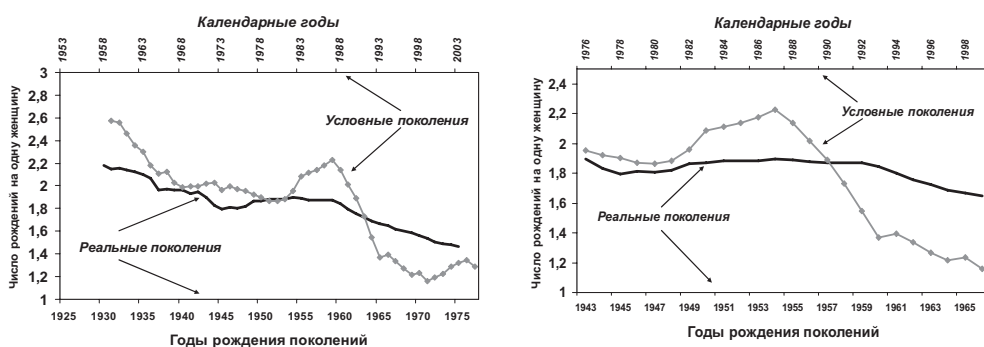 Календарные годы
1953 1958 1963 1968 1973 1978 1983 1988 1993 1998 2003
Число рождений на одну женщину
3
2,8
2,6
2,4
2,2
2
1,8
1,6
1,4
1,2
1
Условные поколения
Реальные поколения
1925 1930 1935 1940 1945 1950 1955 1960 1965 1970 1975
Годы рождения поколений
Календарные годы
1976 1978 1980 1982 1984 1986 1988 1990 1992 1994 1996 1998
Число рождений на одну женщину
2,4
2,2
2
1,8
1,6
1,4
1,2
1
Условные поколения
Реальные поколения
1943 1945 1947 1949 1951 1953 1955 1957 1959 1961 1963 1965
Годы рождения поколений